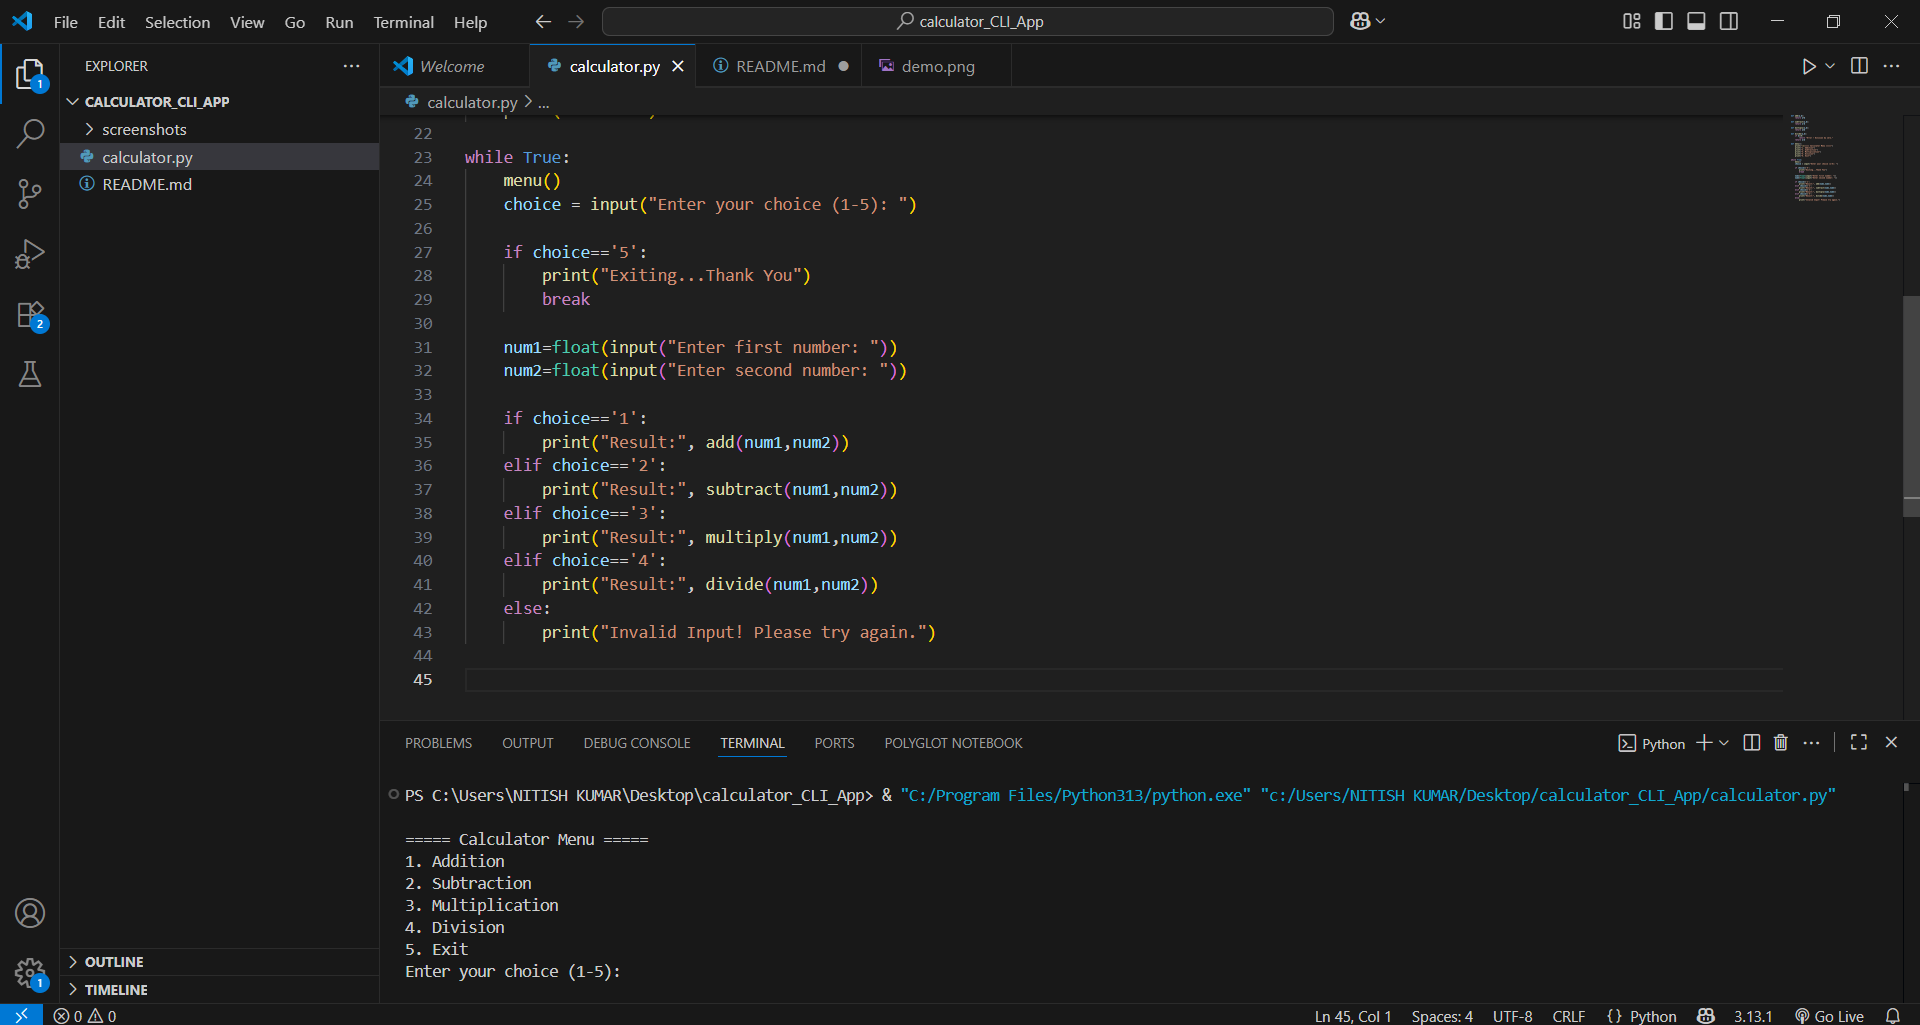 File Edit Selection View Go Run Terminal Help
calculator_CLI_App
EXPLORER
CALCULATOR_CLI_APP
screenshots
calculator.py
README.md
OUTLINE
TIMELINE
1
2
1
Welcome calculator.py README.md demo.png
calculator.py > ...
22
23 while True:
24     menu()
25     choice = input("Enter your choice (1-5): ")
26
27     if choice=='5':
28         print("Exiting...Thank You")
29         break
30
31     num1=float(input("Enter first number: "))
32     num2=float(input("Enter second number: "))
33
34     if choice=='1':
35         print("Result:", add(num1,num2))
36     elif choice=='2':
37         print("Result:", subtract(num1,num2))
38     elif choice=='3':
39         print("Result:", multiply(num1,num2))
40     elif choice=='4':
41         print("Result:", divide(num1,num2))
42     else:
43         print("Invalid Input! Please try again.")
44
45
PROBLEMS OUTPUT DEBUG CONSOLE TERMINAL PORTS POLYGLOT NOTEBOOK
Python
PS C:\Users\NITISH KUMAR\Desktop\calculator_CLI_App> & "C:/Program Files/Python313/python.exe" "c:/Users/NITISH KUMAR/Desktop/calculator_CLI_App/calculator.py"
===== Calculator Menu =====
1. Addition
2. Subtraction
3. Multiplication
4. Division
5. Exit
Enter your choice (1-5):
0 0 Ln 45, Col 1 Spaces: 4 UTF-8 CRLF {} Python 3.13.1 Go Live